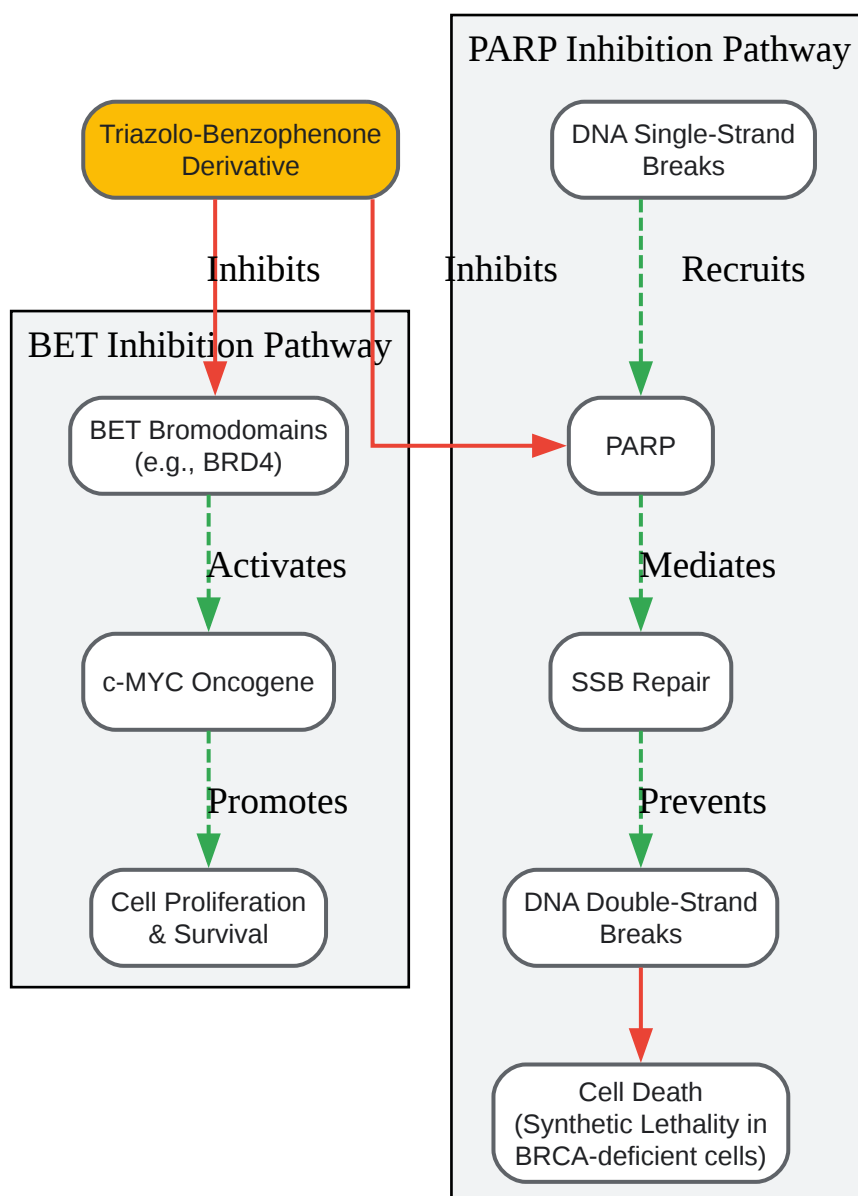 PARP Inhibition Pathway
Triazolo-Benzophenone
Derivative
DNA Single-Strand
Breaks
Inhibits
Inhibits
Recruits
BET Inhibition Pathway
BET Bromodomains
(e.g., BRD4)
PARP
Activates
Mediates
c-MYC Oncogene
SSB Repair
Promotes
Prevents
Cell Proliferation
& Survival
DNA Double-Strand
Breaks
Cell Death
(Synthetic Lethality in
BRCA-deficient cells)